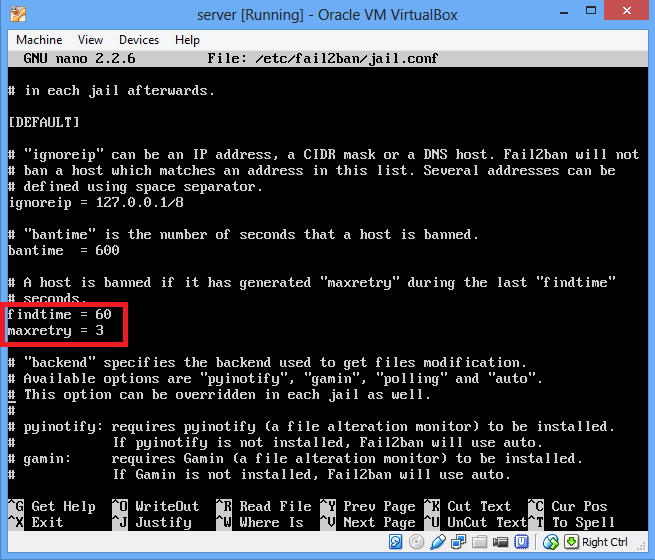 server [Running] - Oracle VM VirtualBox
Machine View Devices Help
GNU nano 2.2.6 File: /etc/fail2ban/jail.conf
# in each jail afterwards.
[DEFAULT]
# "ignoreip" can be an IP address, a CIDR mask or a DNS host. Fail2ban will not
# ban a host which matches an address in this list. Several addresses can be
# defined using space separator.
ignoreip = 127.0.0.1/8
# "bantime" is the number of seconds that a host is banned.
bantime  = 600
# A host is banned if it has generated "maxretry" during the last "findtime"
# seconds.
findtime = 60
maxretry = 3
# "backend" specifies the backend used to get files modification.
# Available options are "pyinotify", "gamin", "polling" and "auto".
# This option can be overridden in each jail as well.
#
# pyinotify: requires pyinotify (a file alteration monitor) to be installed.
#            If pyinotify is not installed, Fail2ban will use auto.
# gamin:     requires Gamin (a file alteration monitor) to be installed.
#            If Gamin is not installed, Fail2ban will use auto.
^G Get Help ^O WriteOut ^R Read File ^Y Prev Page ^K Cut Text ^C Cur Pos
^X Exit ^J Justify ^W Where Is ^V Next Page ^U UnCut Text ^T To Spell
Right Ctrl